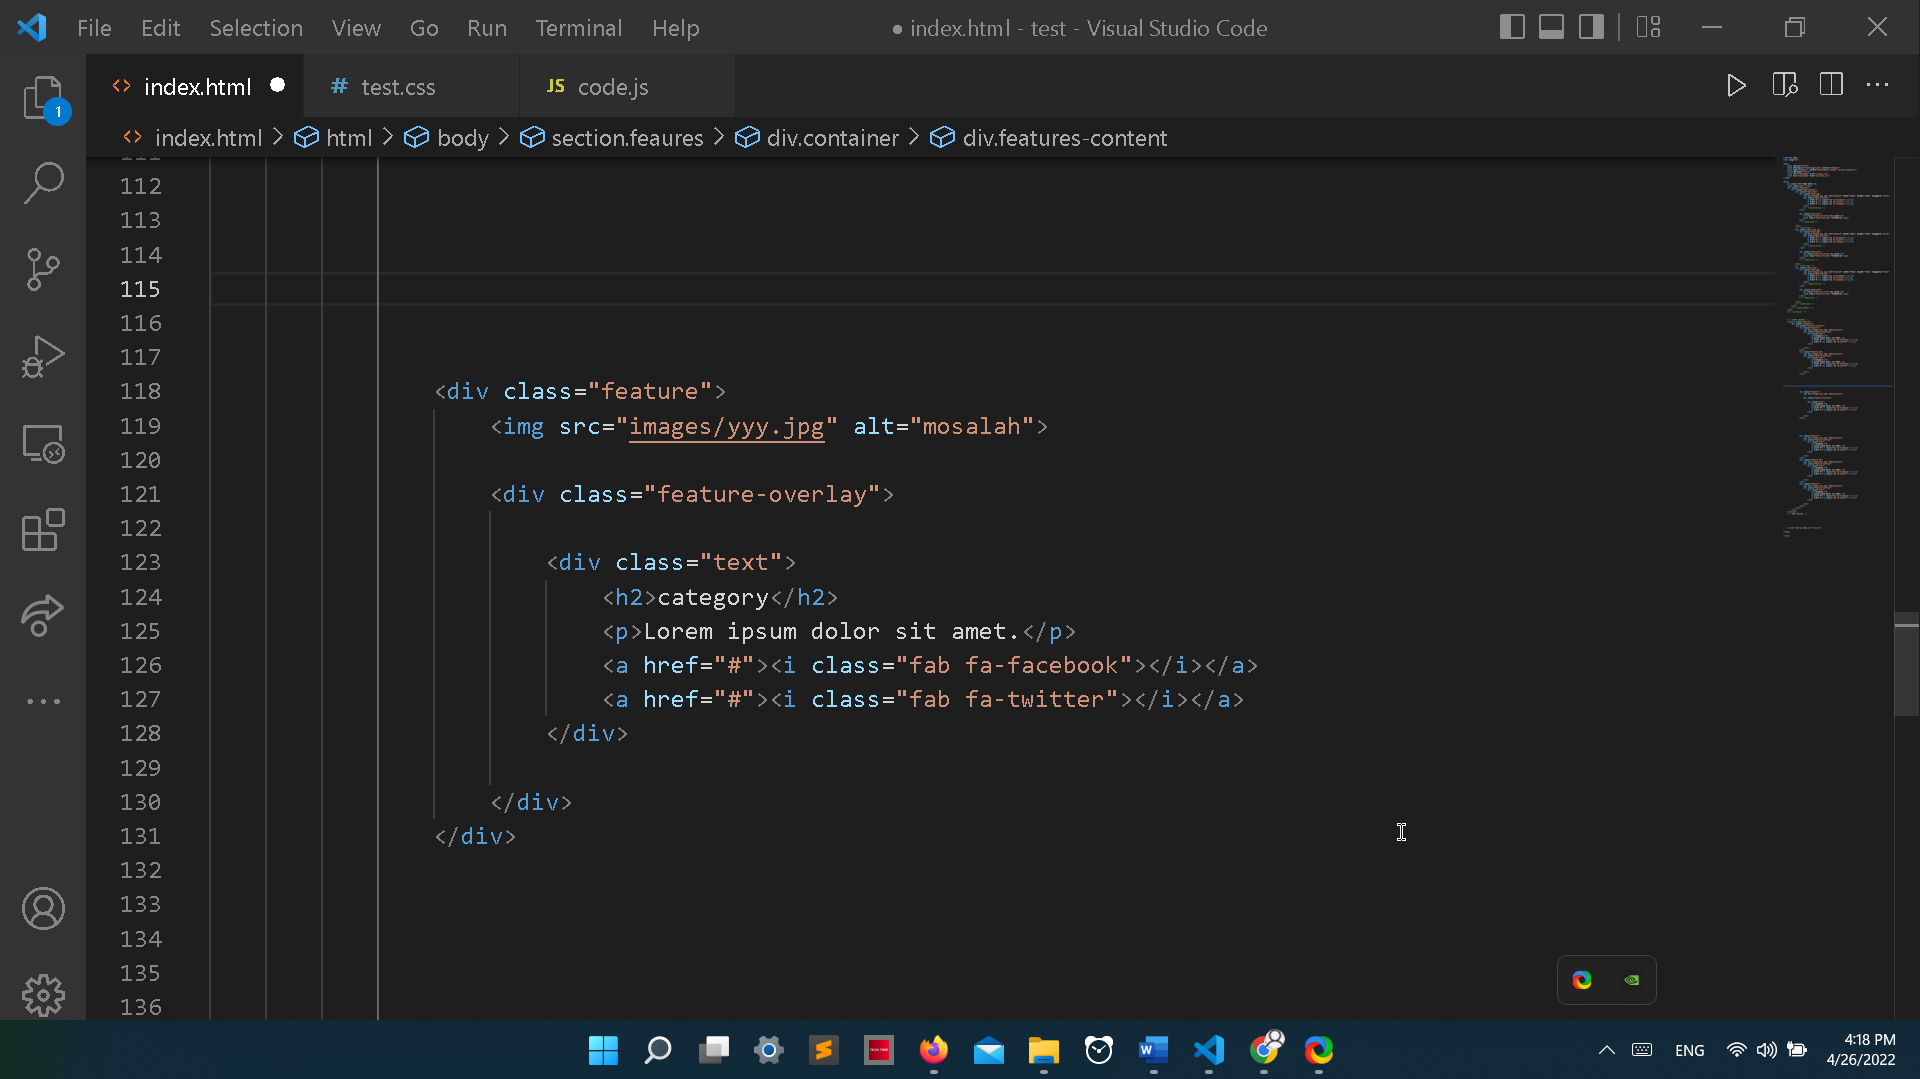 File Edit Selection View Go Run Terminal Help ● index.html - test - Visual Studio Code
index.html ● # test.css JS code.js
1
index.html > html > body > section.feaures > div.container > div.features-content
112
113
114
115
116
117
118 <div class="feature">
119 <img src="images/yyy.jpg" alt="mosalah">
120
121 <div class="feature-overlay">
122
123 <div class="text">
124 <h2>category</h2>
125 <p>Lorem ipsum dolor sit amet.</p>
126 <a href="#"><i class="fab fa-facebook"></i></a>
127 <a href="#"><i class="fab fa-twitter"></i></a>
128 </div>
129
130 </div>
131 </div>
132
133
134
135
136
ENG 4:18 PM
4/26/2022